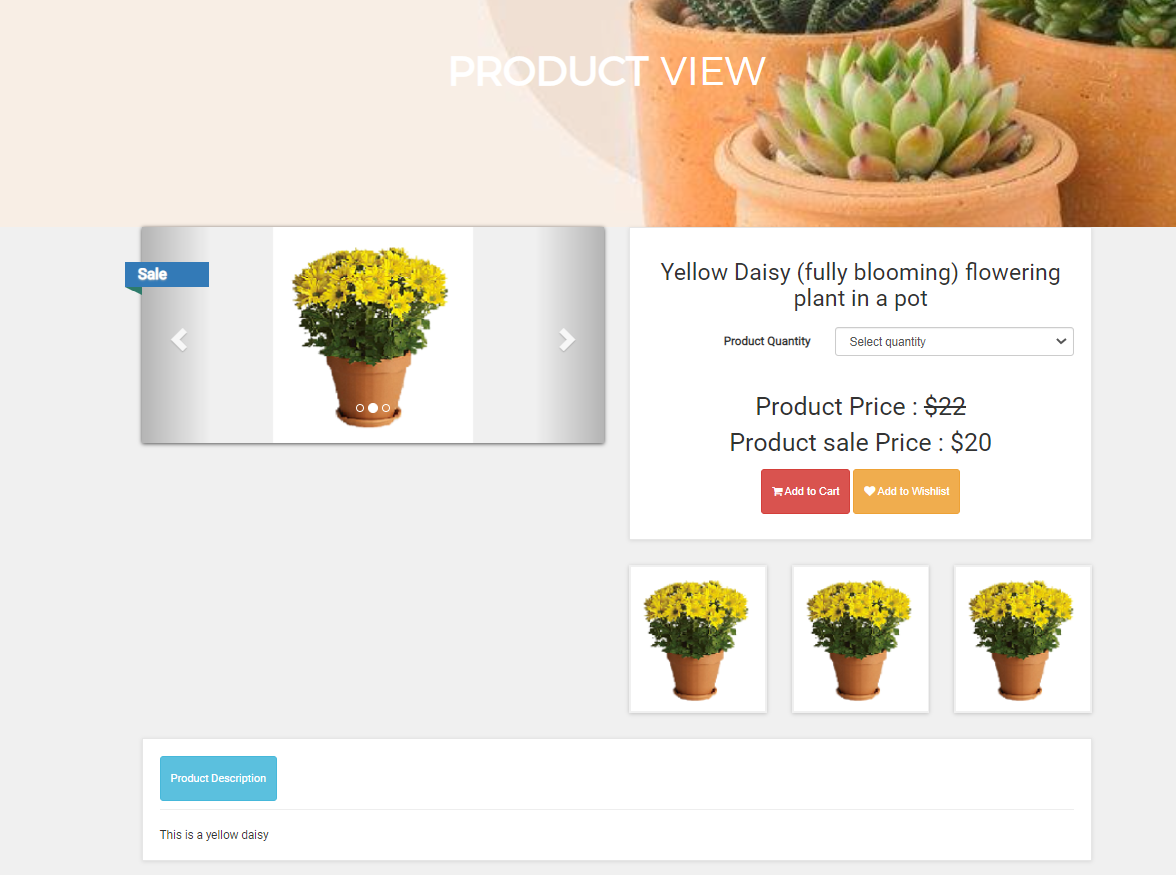 PRODUCT VIEW
Sale
Yellow Daisy (fully blooming) flowering
plant in a pot
Product Quantity Select quantity
Product Price : $22
Product sale Price : $20
Add to Cart Add to Wishlist
Product Description
This is a yellow daisy